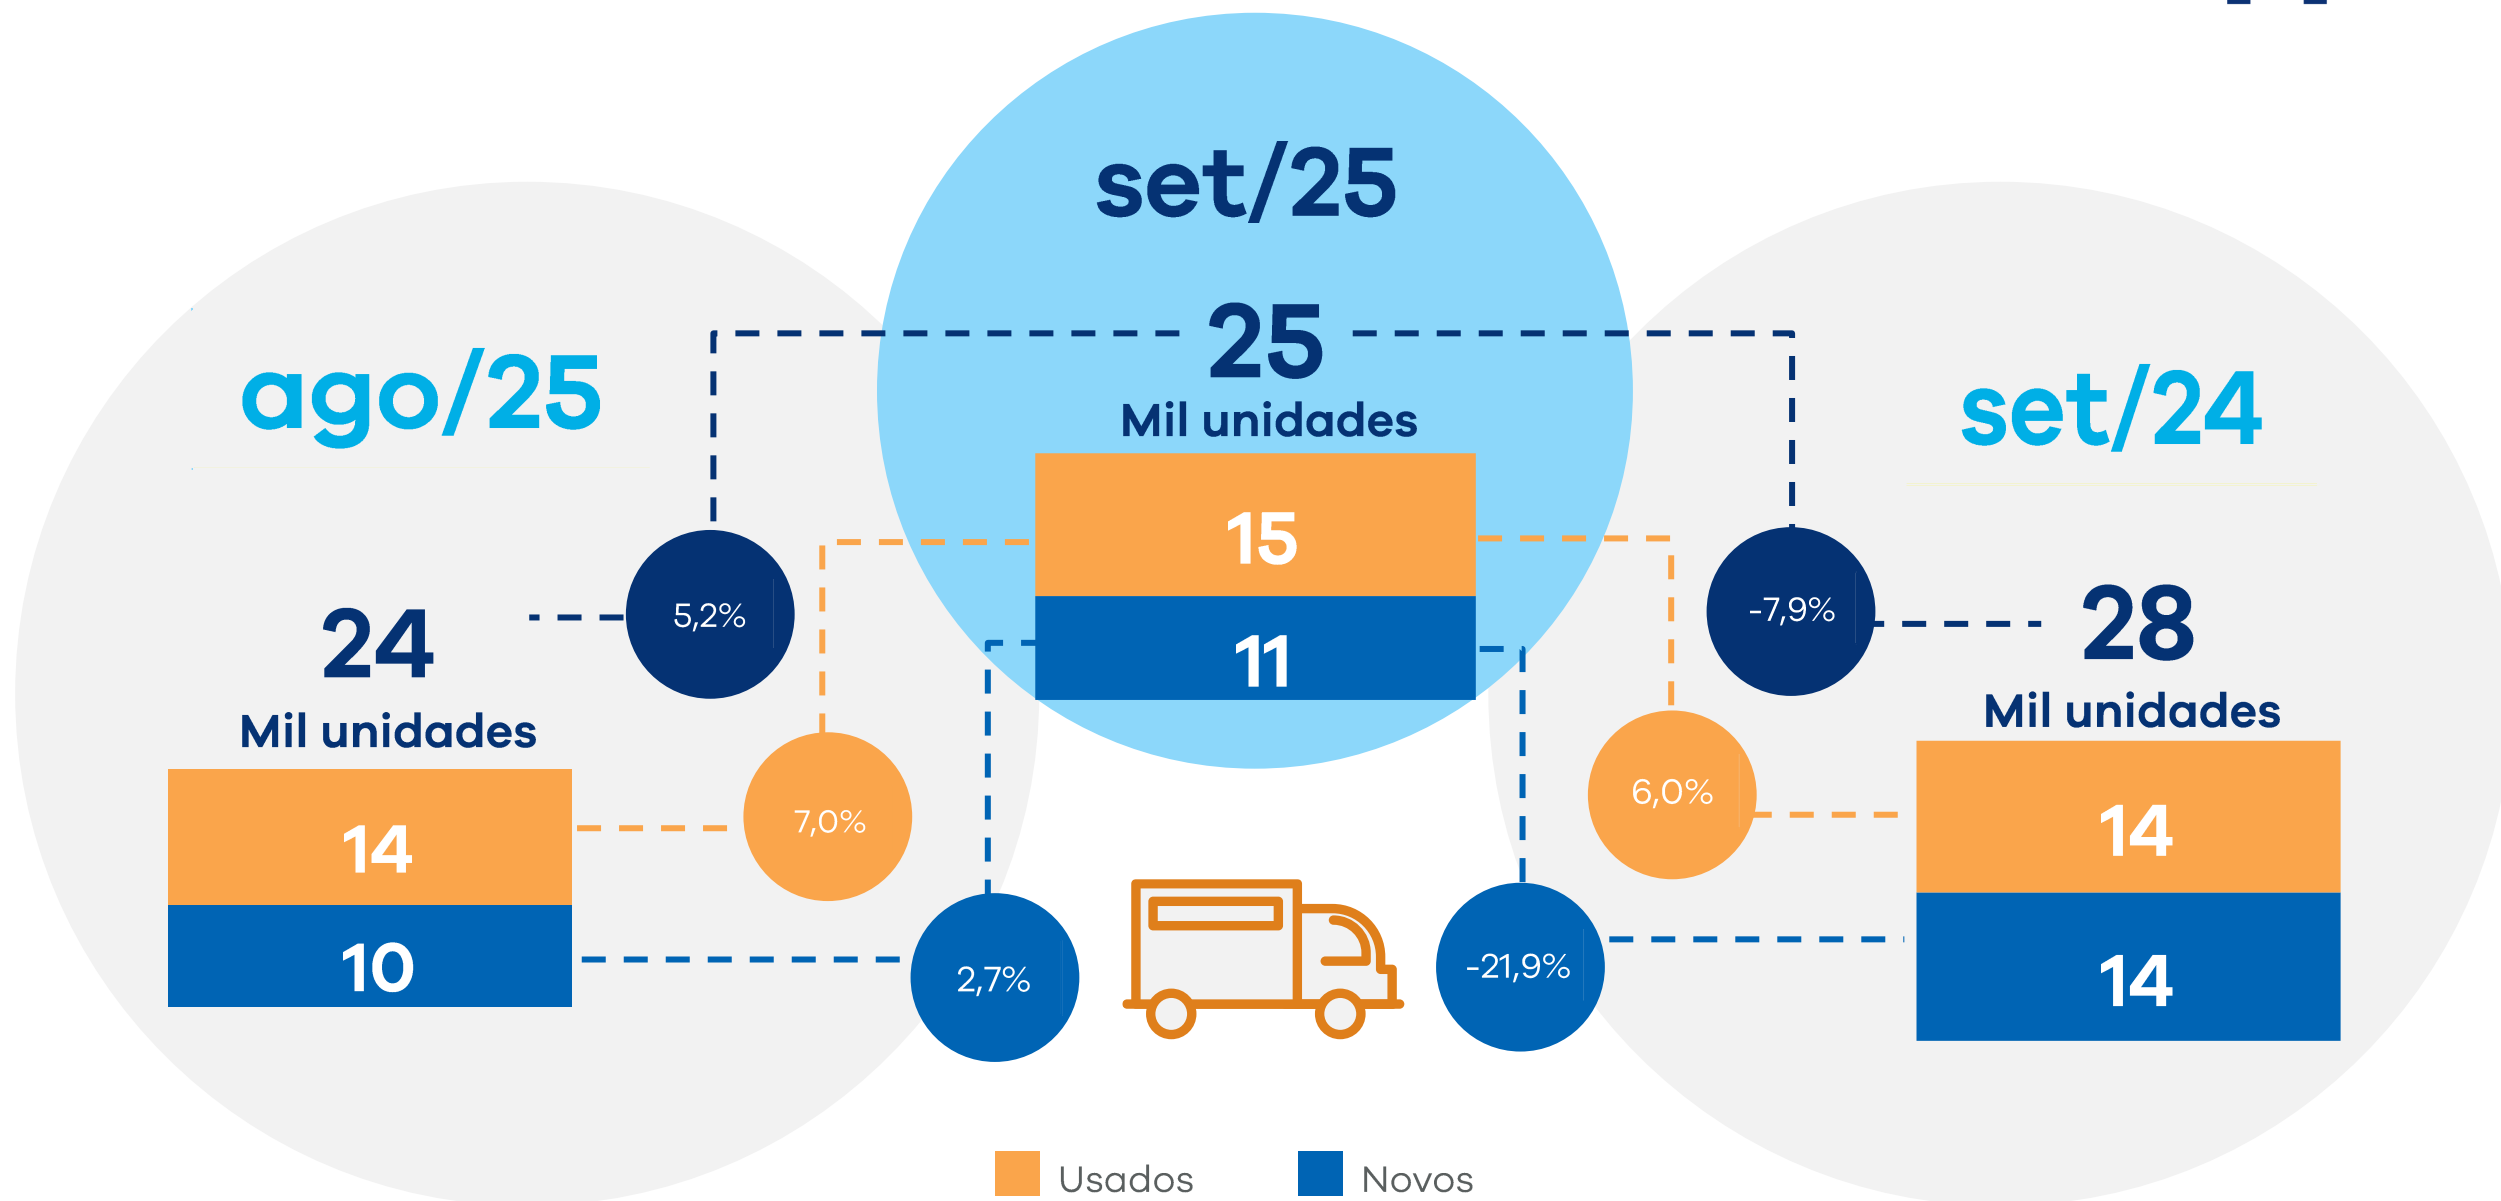 set/25
25
Mil unidades
15
11
ago/25
24
Mil unidades
14
10
set/24
28
Mil unidades
14
14
5,2%
7,0%
2,7%
-7,9%
6,0%
-21,9%
Usados
Novos